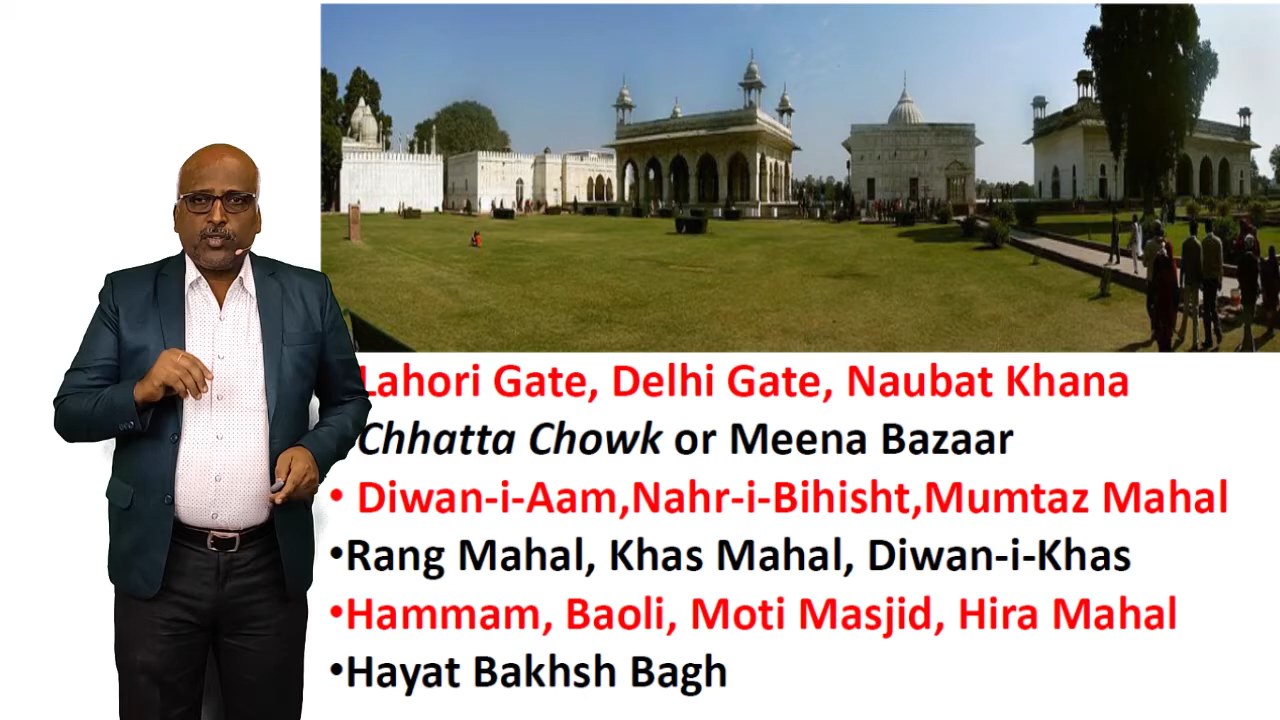 Lahori Gate, Delhi Gate, Naubat Khana
Chhatta Chowk or Meena Bazaar
• Diwan-i-Aam,Nahr-i-Bihisht,Mumtaz Mahal
•Rang Mahal, Khas Mahal, Diwan-i-Khas
•Hammam, Baoli, Moti Masjid, Hira Mahal
•Hayat Bakhsh Bagh